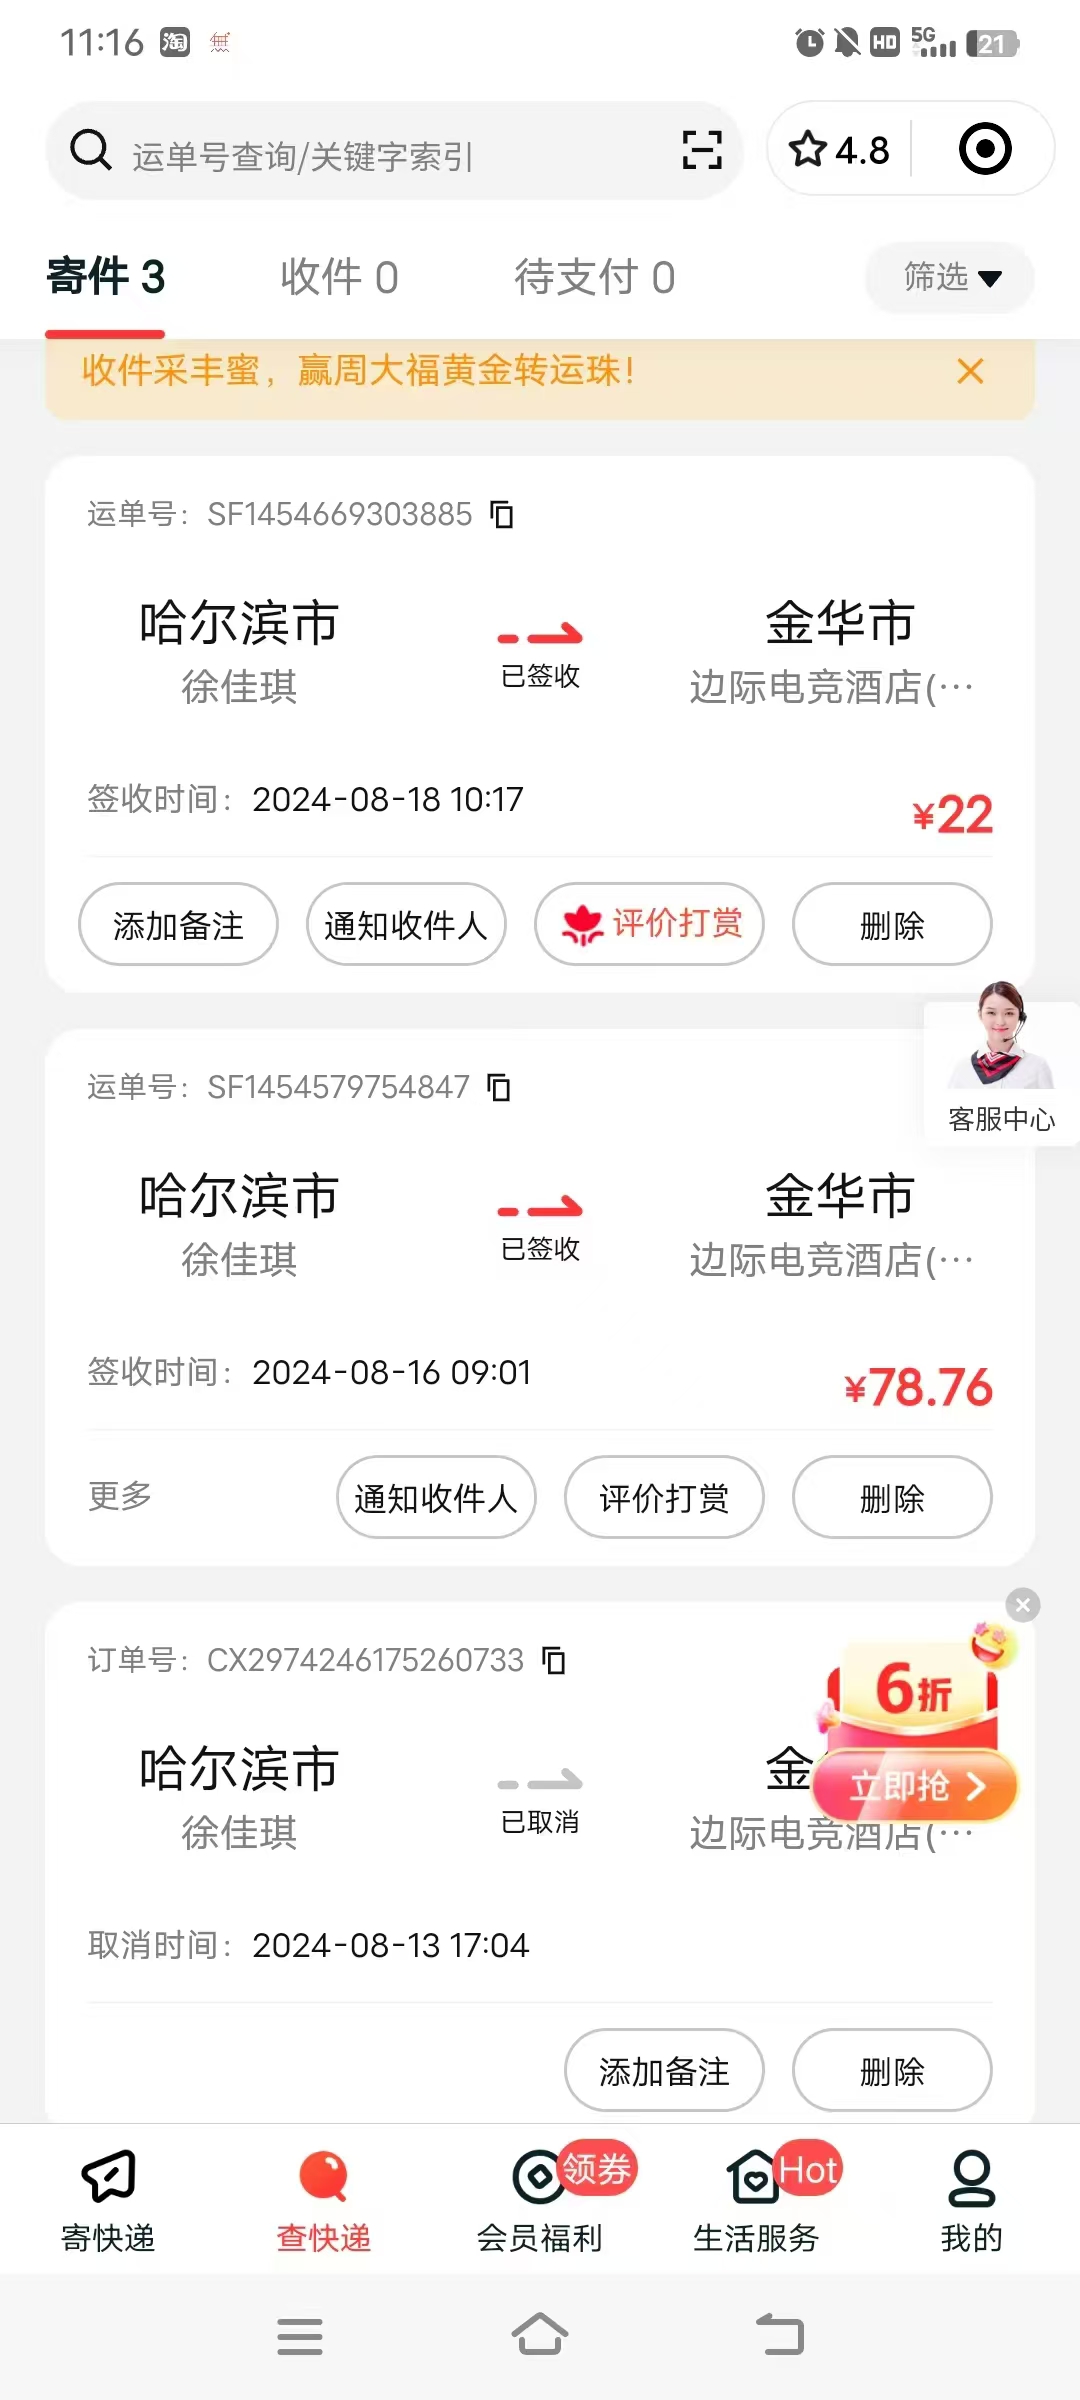 11:16 淘 無 HD 5G 21
运单号查询/关键字索引 4.8
寄件 3 收件 0 待支付 0 筛选
收件采丰蜜，赢周大福黄金转运珠！
运单号：SF1454669303885
哈尔滨市 金华市
徐佳琪 已签收 边际电竞酒店(…
签收时间：2024-08-18 10:17
¥22
添加备注 通知收件人 评价打赏 删除
运单号：SF1454579754847
客服中心
哈尔滨市 金华市
徐佳琪 已签收 边际电竞酒店(…
签收时间：2024-08-16 09:01
¥78.76
更多 通知收件人 评价打赏 删除
订单号：CX2974246175260733
6折
哈尔滨市 金
立即抢
徐佳琪 已取消 边际电竞酒店(…
取消时间：2024-08-13 17:04
添加备注 删除
领券 Hot
寄快递 查快递 会员福利 生活服务 我的